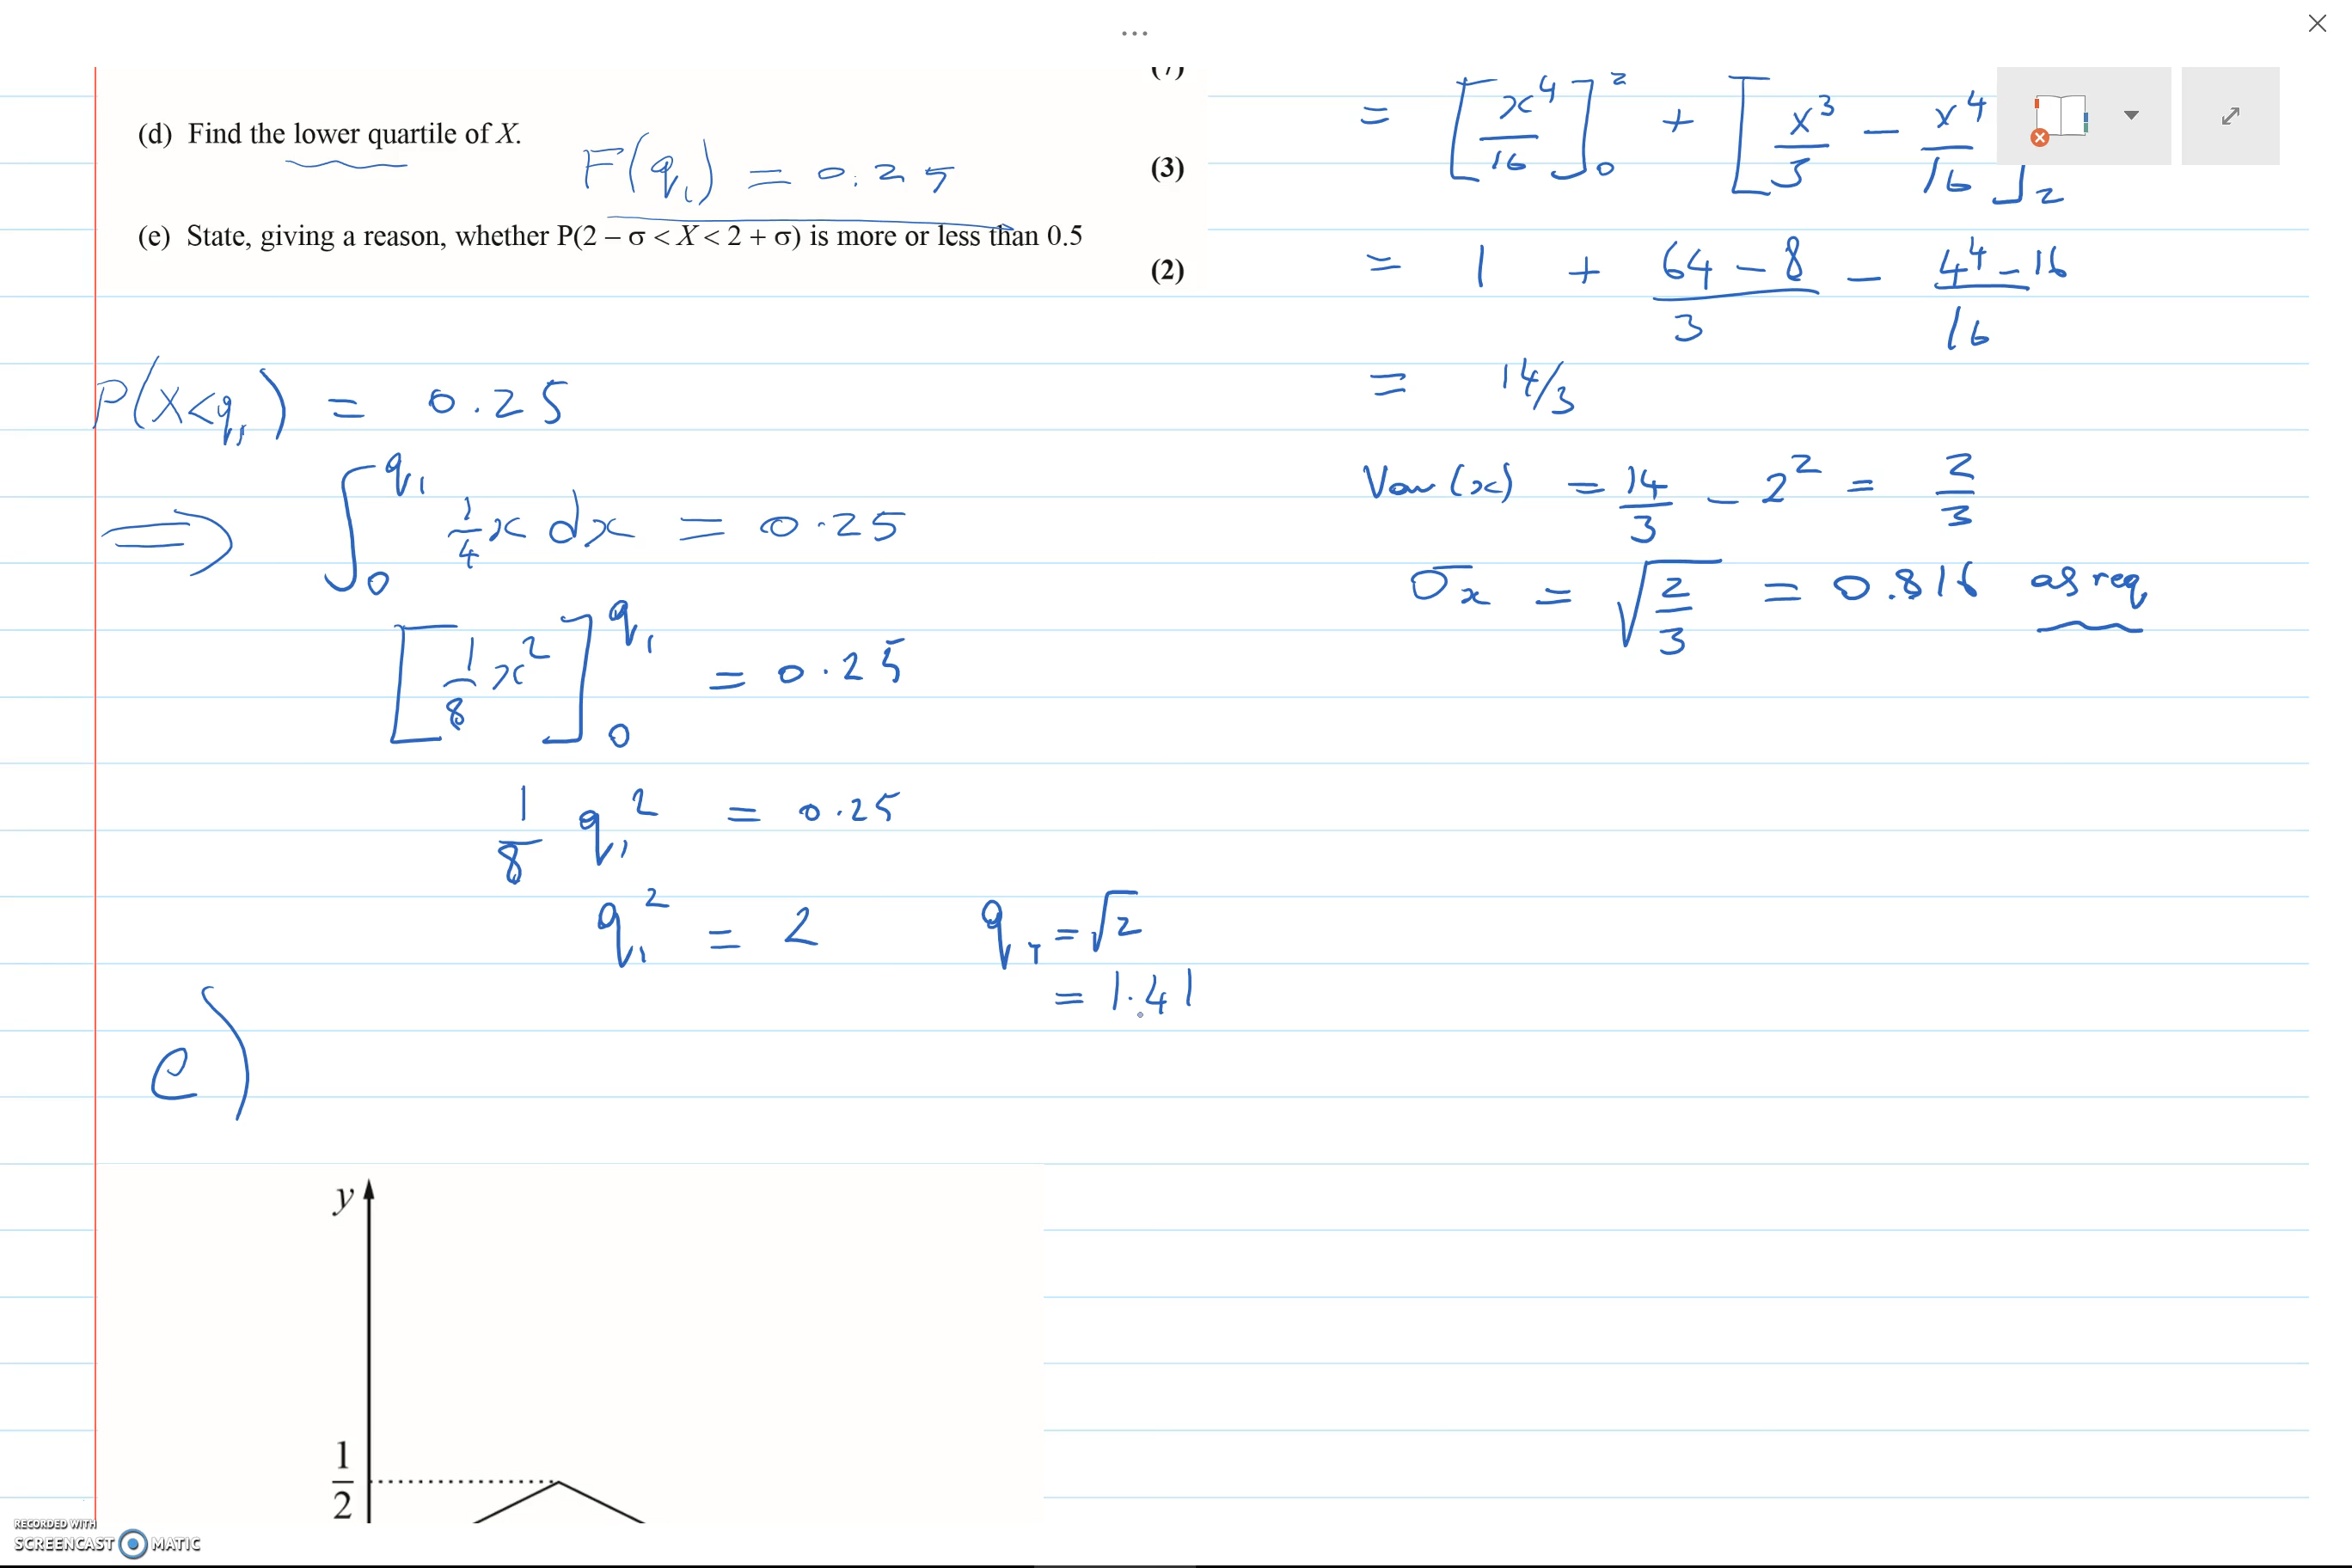 (d) Find the lower quartile of X.
F(q₁) = 0.25
(3)
(e) State, giving a reason, whether P(2 – σ < X < 2 + σ) is more or less than 0.5
(2)
P(X<q₁) = 0.25
⟹ ∫₀^q₁ 1/4 x dx = 0.25
[1/8 x²]₀^q₁ = 0.25
1/8 q₁² = 0.25
q₁² = 2 q₁ = √2
= 1.41
e)
y
1/2
= [x⁴/16]₀² + [x³/3 – x⁴/16]₂
= 1 + (64 – 8)/3 – (4⁴ – 16)/16
= 14/3
Var(x) = 14/3 – 2² = 2/3
σx = √(2/3) = 0.816 as req
RECORDED WITH
SCREENCAST MATIC